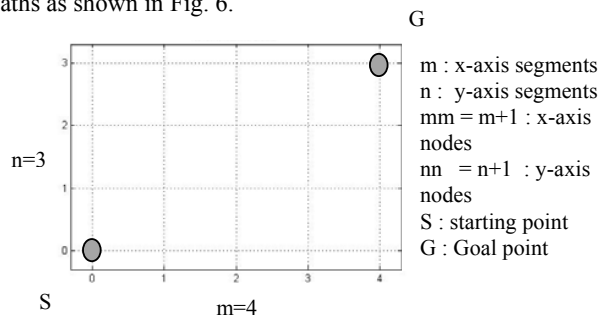 aths as shown in Fig. 6.
G
3
2
1
0
0 1 2 3 4
n=3
S
m=4
m : x-axis segments
n : y-axis segments
mm = m+1 : x-axis
nodes
nn = n+1 : y-axis
nodes
S : starting point
G : Goal point